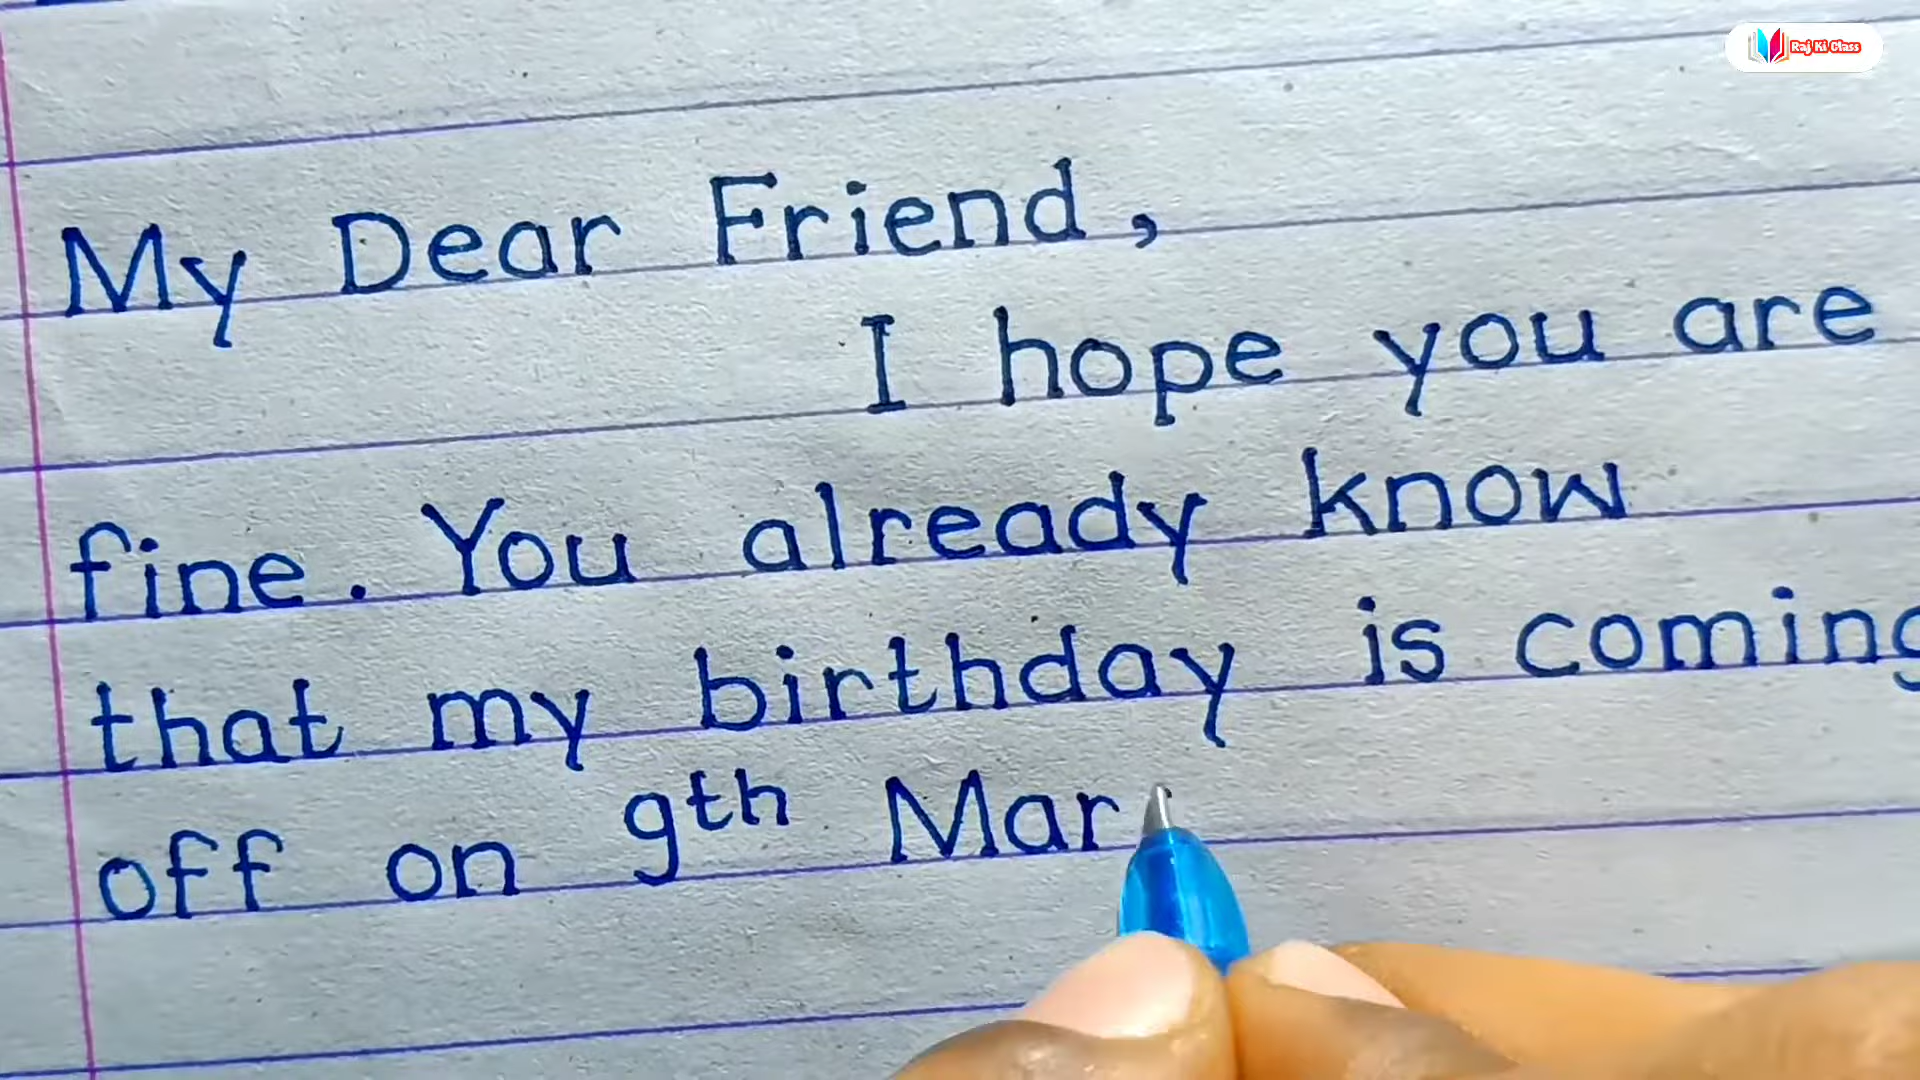 Raj Ki Class
My Dear Friend,
I hope you are
fine. You already know
that my birthday is coming
off on 9th Mar